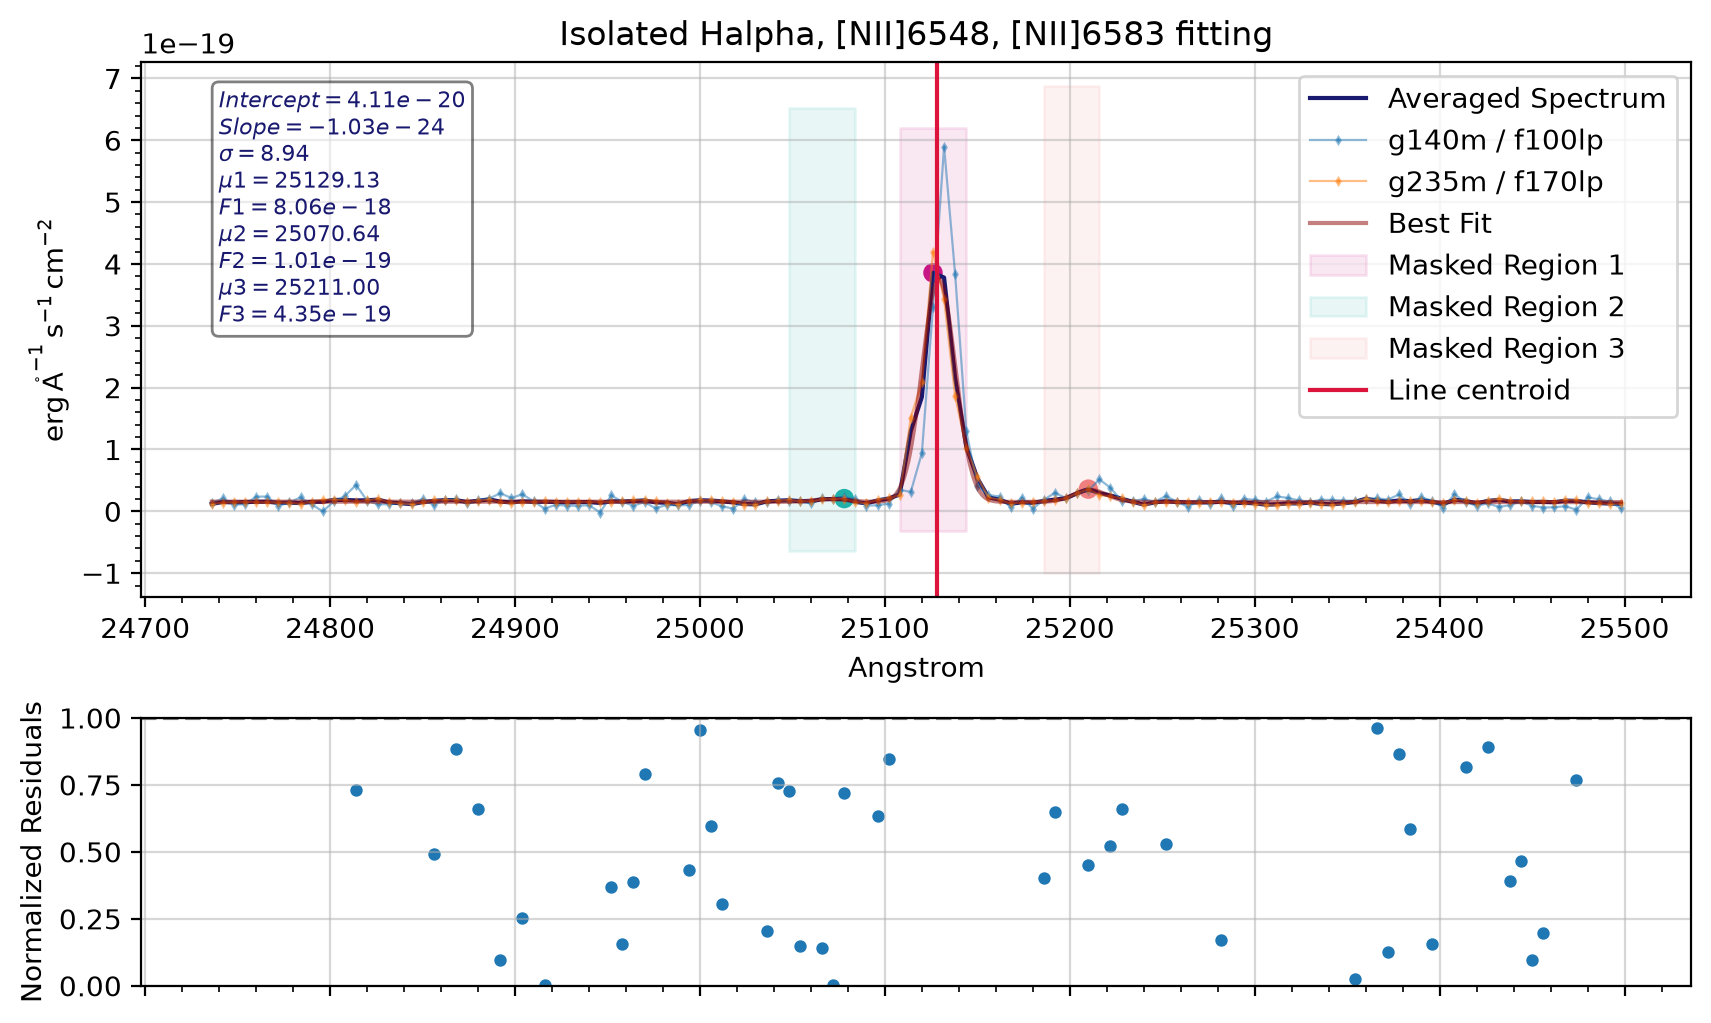 Isolated Halpha, [NII]6548, [NII]6583 fitting
1e−19
7
6
5
4
3
2
1
0
−1
erg Å⁻¹ s⁻¹ cm⁻²
Intercept = 4.11e − 20
Slope = −1.03e − 24
σ = 8.94
μ1 = 25129.13
F1 = 8.06e − 18
μ2 = 25070.64
F2 = 1.01e − 19
μ3 = 25211.00
F3 = 4.35e − 19
Averaged Spectrum
g140m / f100lp
g235m / f170lp
Best Fit
Masked Region 1
Masked Region 2
Masked Region 3
Line centroid
24700 24800 24900 25000 25100 25200 25300 25400 25500
Angstrom
Normalized Residuals
1.00
0.75
0.50
0.25
0.00